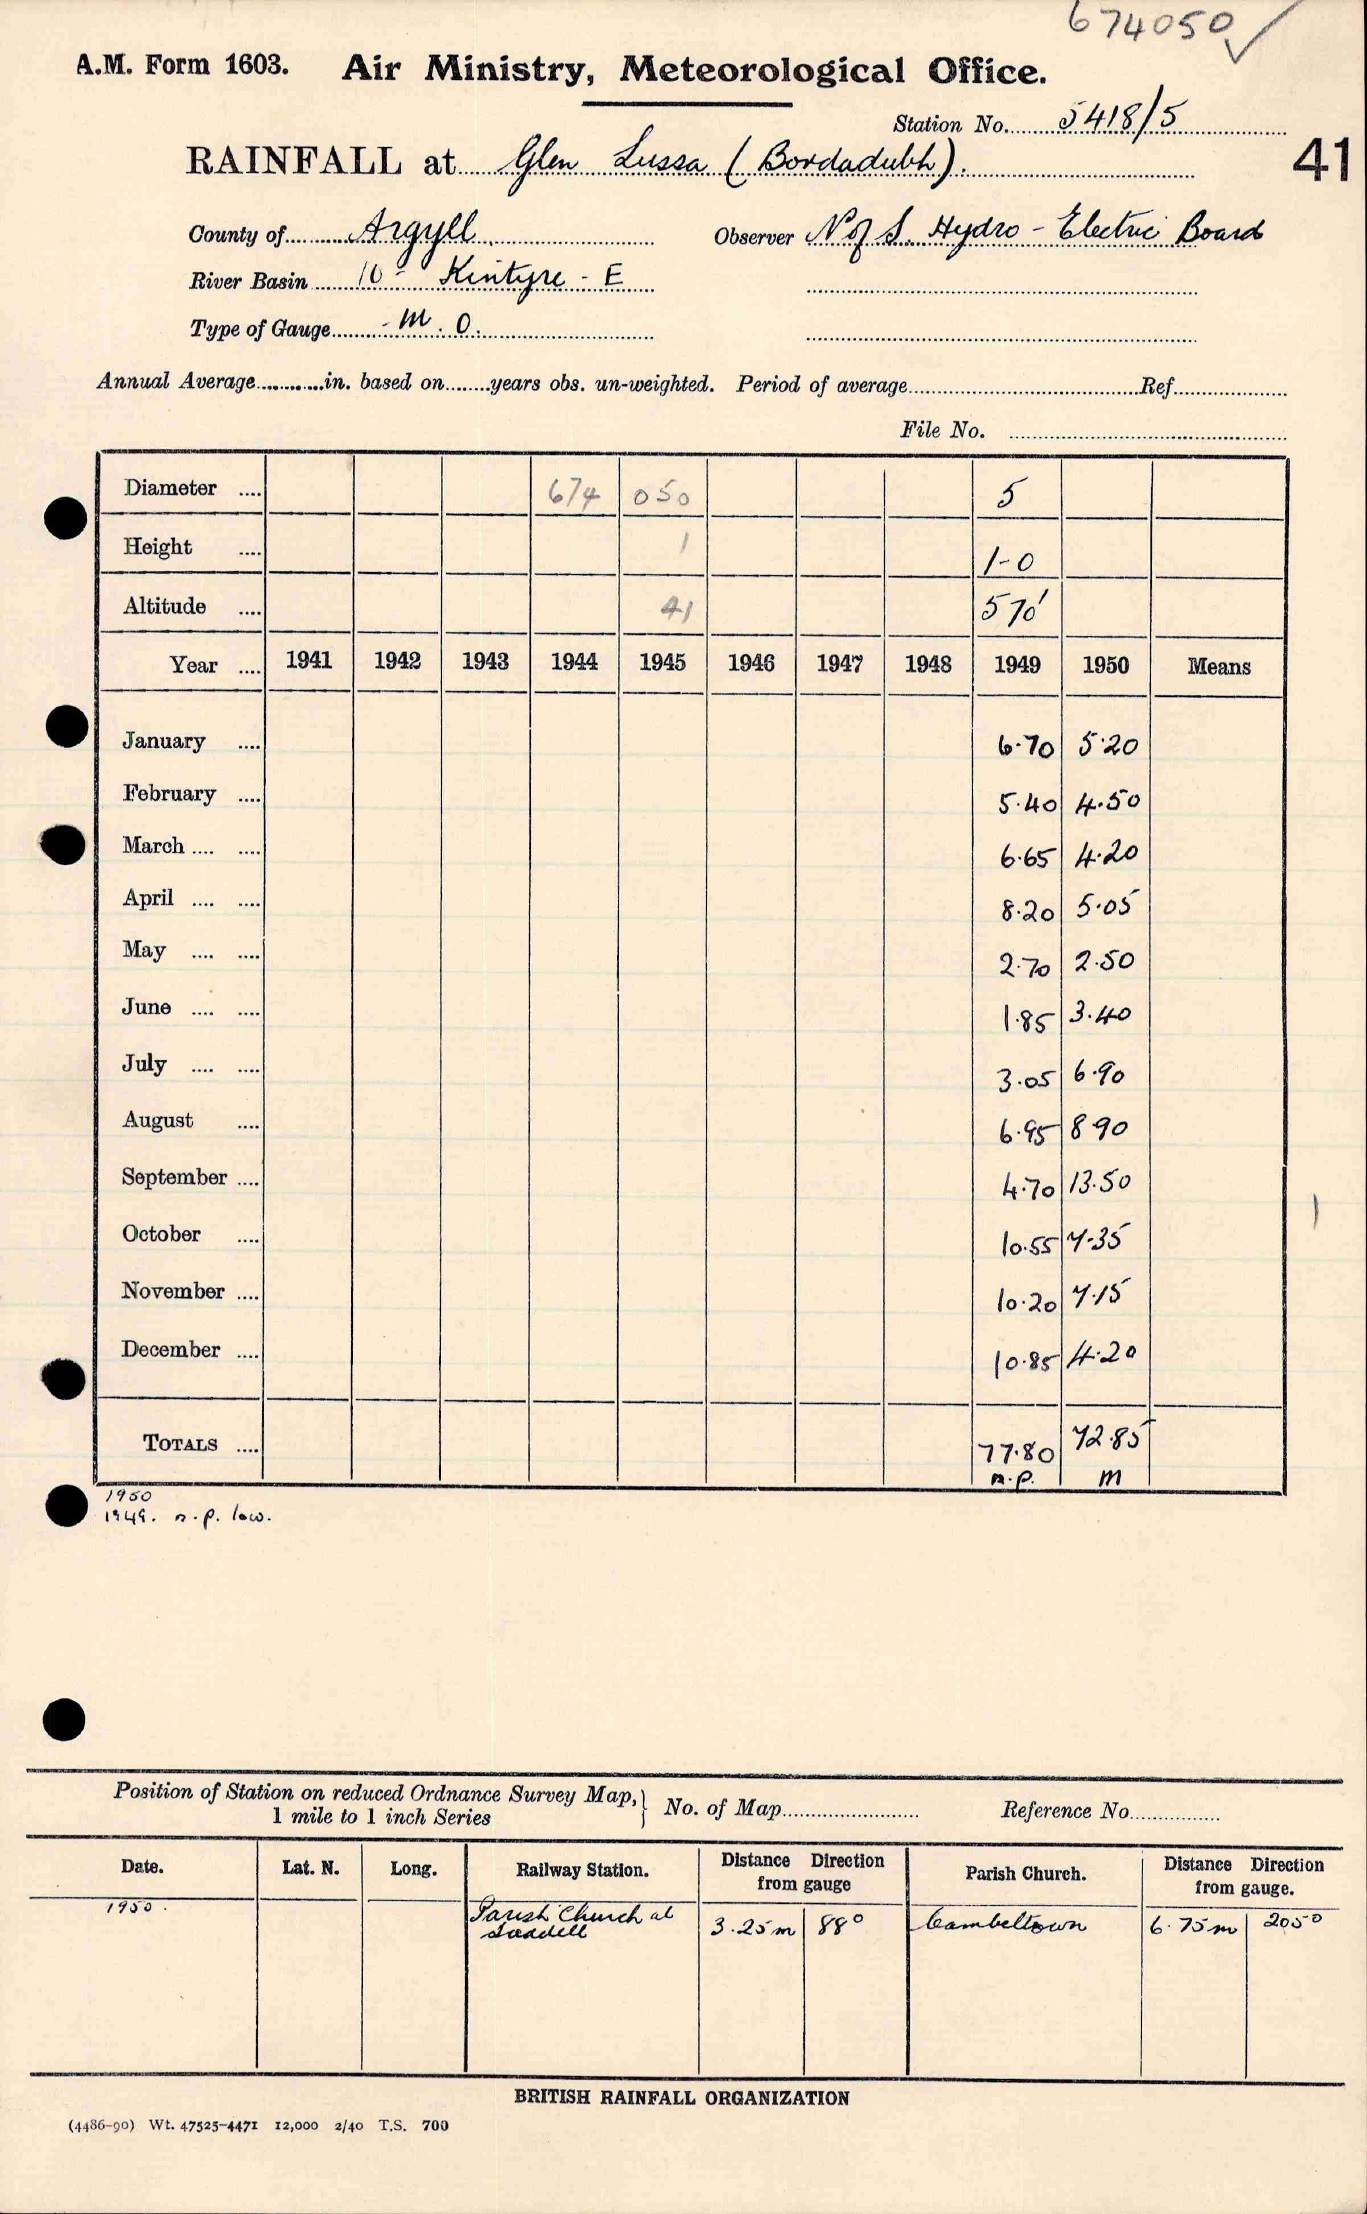 674050
A.M. Form 1603. Air Ministry, Meteorological Office.
Station No. 5418/5
RAINFALL at Glen Lussa (Bordadubh).
41
County of Argyll Observer N of S. Hydro-Electric Board
River Basin 10 - Kintyre - E
Type of Gauge M.O.
Annual Average in. based on years obs. un-weighted. Period of average Ref
File No.
Diameter 674 050 5
Height 1 1-0
Altitude 41 570'
Year 1941 1942 1943 1944 1945 1946 1947 1948 1949 1950 Means
January 6.70 5.20
February 5.40 4.50
March 6.65 4.20
April 8.20 5.05
May 2.70 2.50
June 1.85 3.40
July 3.05 6.90
August 6.95 8 90
September 4.70 13.50
October 10.55 7.35
November 10.20 7.15
December 10.85 4.20
TOTALS 77.80 72.85
n.p. m
1950
1949. n.p. low.
Position of Station on reduced Ordnance Survey Map, 1 mile to 1 inch Series } No. of Map Reference No.
Date. Lat. N. Long. Railway Station. Distance Direction from gauge Parish Church. Distance Direction from gauge.
1950. Parish Church at Saddell 3.25m 88° Cambeltown 6.75m 205°
BRITISH RAINFALL ORGANIZATION
(4486-90) Wt. 47525-4471 12,000 2/40 T.S. 700